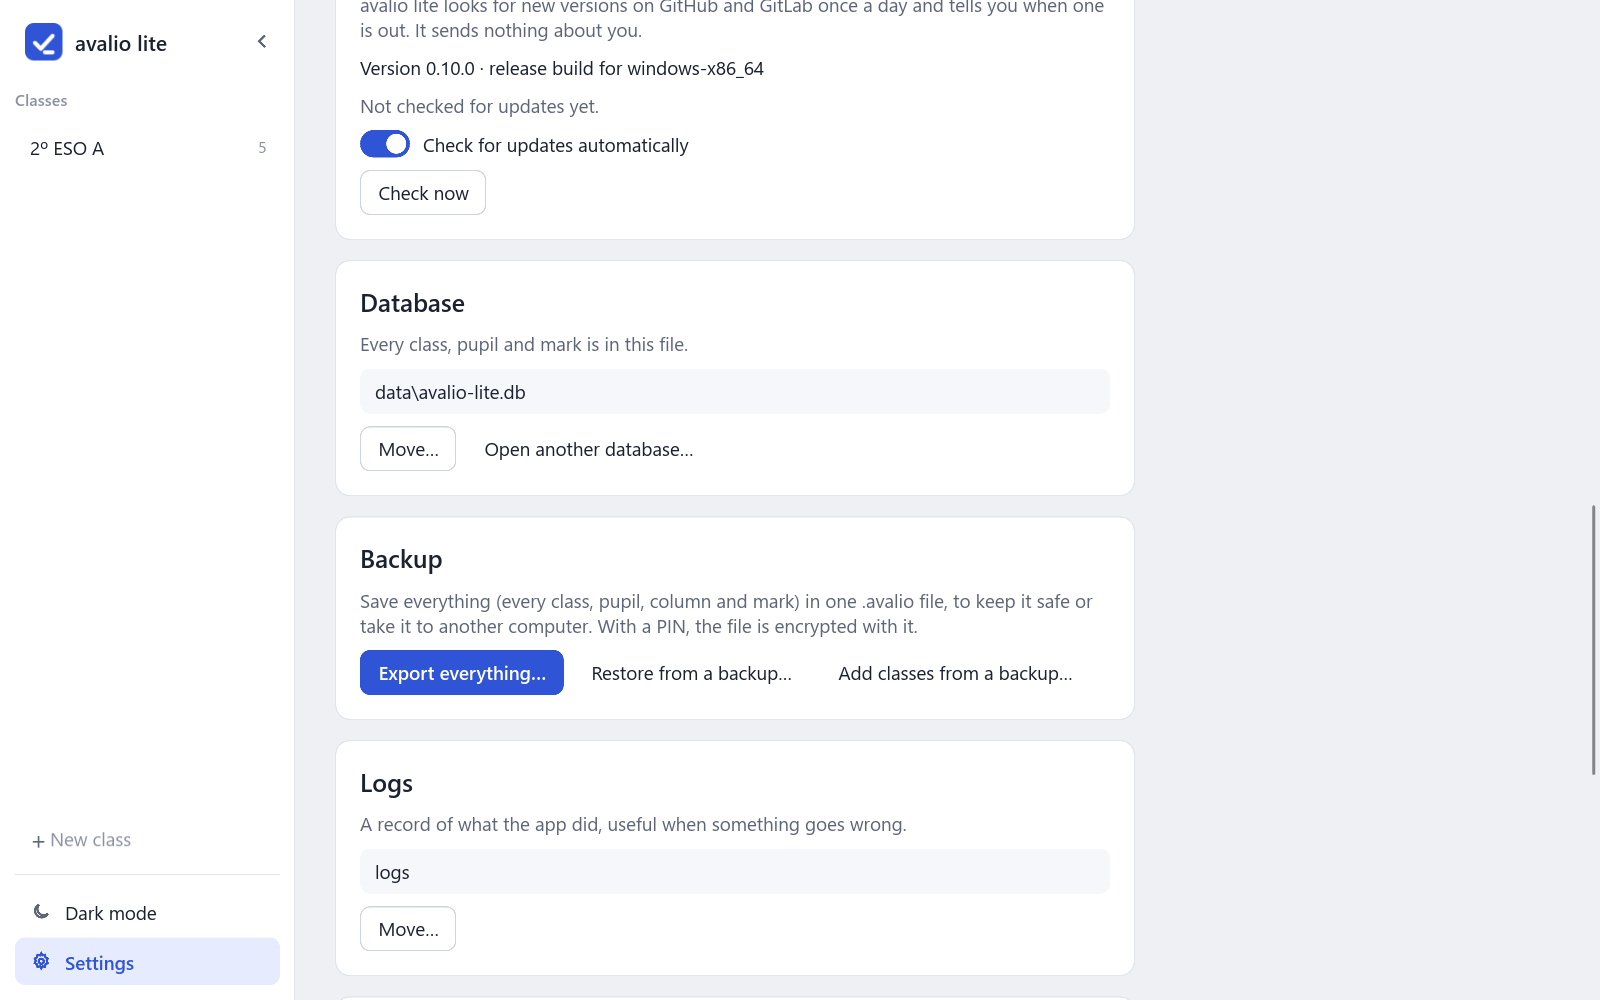 avalio lite
Classes
2º ESO A
5
+ New class
Dark mode
Settings
avalio lite looks for new versions on GitHub and GitLab once a day and tells you when one
is out. It sends nothing about you.
Version 0.10.0 · release build for windows-x86_64
Not checked for updates yet.
Check for updates automatically
Check now
Database
Every class, pupil and mark is in this file.
data\avalio-lite.db
Move...
Open another database...
Backup
Save everything (every class, pupil, column and mark) in one .avalio file, to keep it safe or
take it to another computer. With a PIN, the file is encrypted with it.
Export everything...
Restore from a backup...
Add classes from a backup...
Logs
A record of what the app did, useful when something goes wrong.
logs
Move...